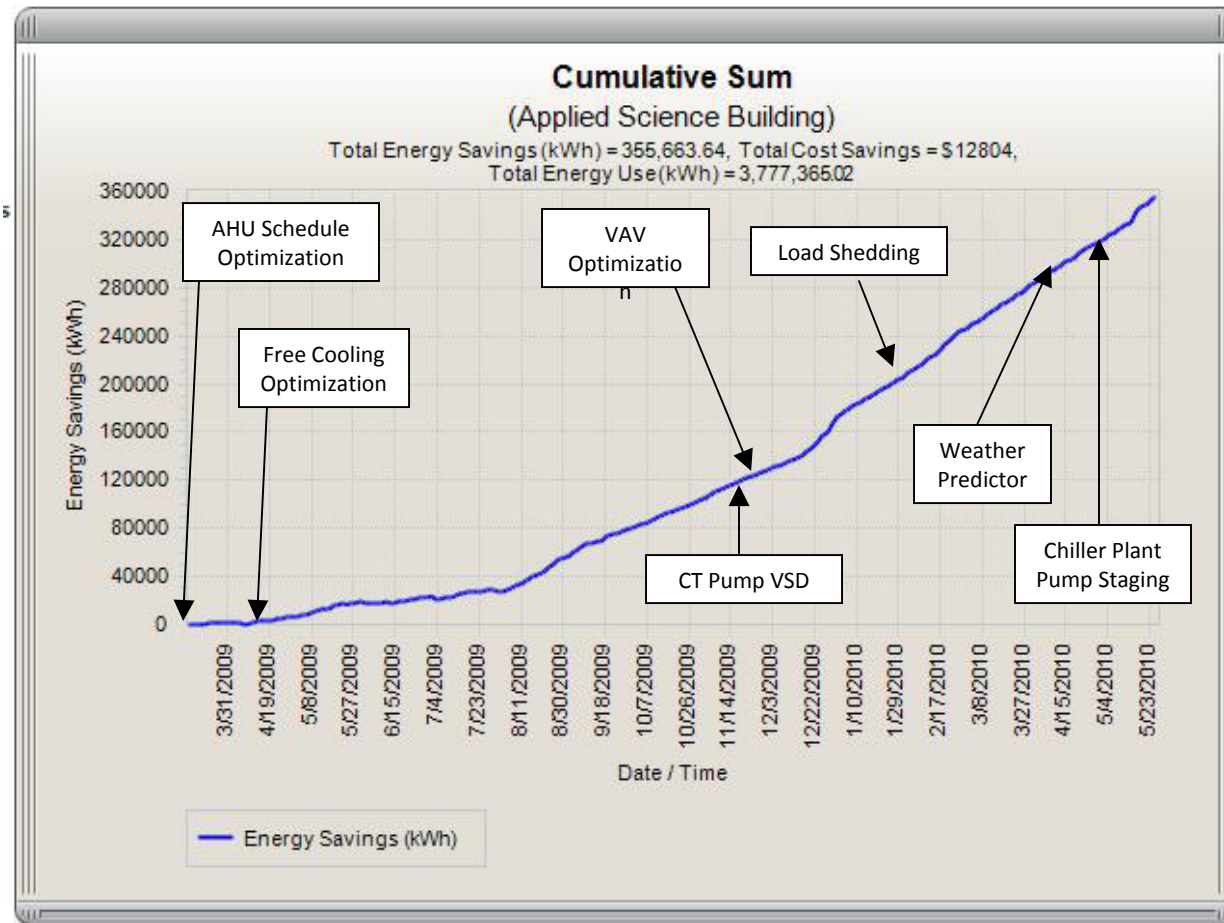 Cumulative Sum
(Applied Science Building)
Total Energy Savings (kWh) = 355,663.64, Total Cost Savings = $12804,
Total Energy Use (kWh) = 3,777,365.02
s
Energy Savings (kWh)
360000
320000
280000
240000
200000
160000
120000
80000
40000
0
AHU Schedule
Optimization
Free Cooling
Optimization
VAV
Optimizatio
n
CT Pump VSD
Load Shedding
Weather
Predictor
Chiller Plant
Pump Staging
3/31/2009
4/19/2009
5/8/2009
5/27/2009
6/15/2009
7/4/2009
7/23/2009
8/11/2009
8/30/2009
9/18/2009
10/7/2009
10/26/2009
11/14/2009
12/3/2009
12/22/2009
1/10/2010
1/29/2010
2/17/2010
3/8/2010
3/27/2010
4/15/2010
5/4/2010
5/23/2010
Date / Time
Energy Savings (kWh)